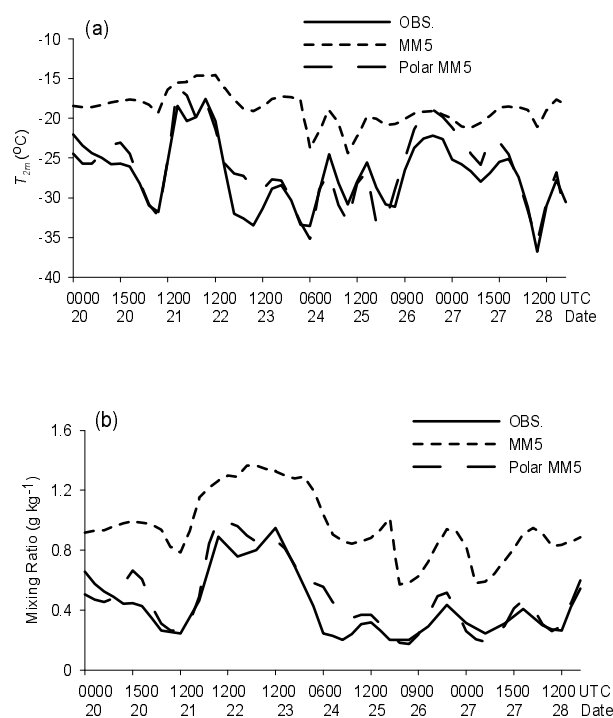 (a)
OBS.
MM5
Polar MM5
T2m (oC)
-10
-15
-20
-25
-30
-35
-40
0000 1500 1200 1200 1200 0600 1200 0900 0000 1500 1200 UTC
20 20 21 22 23 24 25 26 27 27 28 Date
(b)
OBS.
MM5
Polar MM5
Mixing Ratio (g kg-1)
1.6
1.2
0.8
0.4
0
0000 1500 1200 1200 1200 0600 1200 0900 0000 1500 1200 UTC
20 20 21 22 23 24 25 26 27 27 28 Date